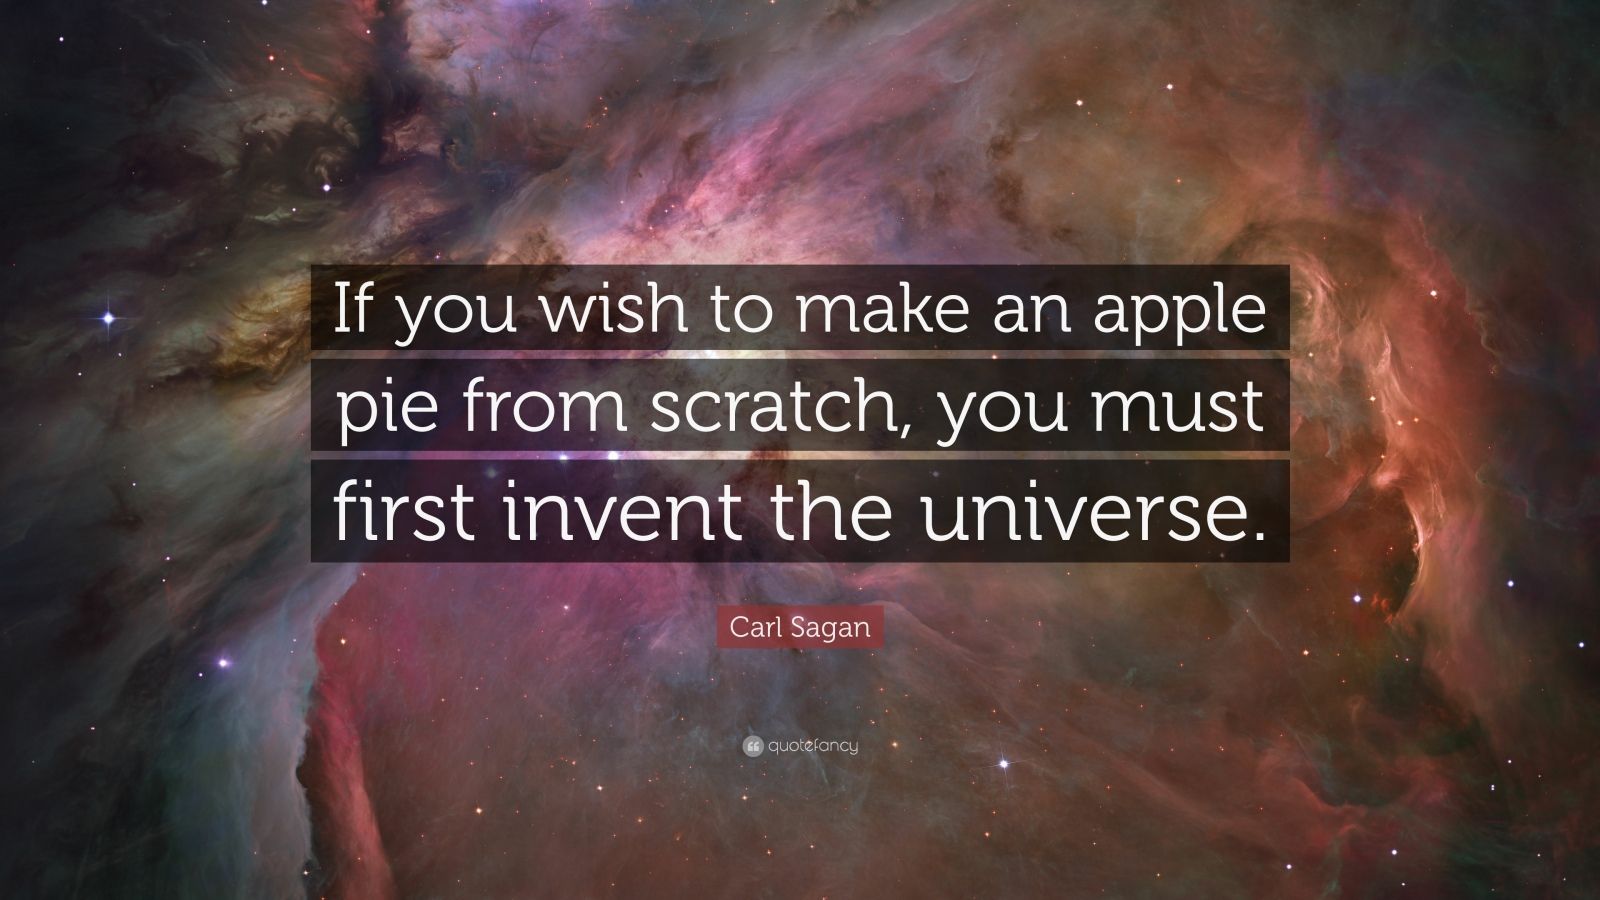 If you wish to make an apple
pie from scratch, you must
first invent the universe.
Carl Sagan
quotefancy